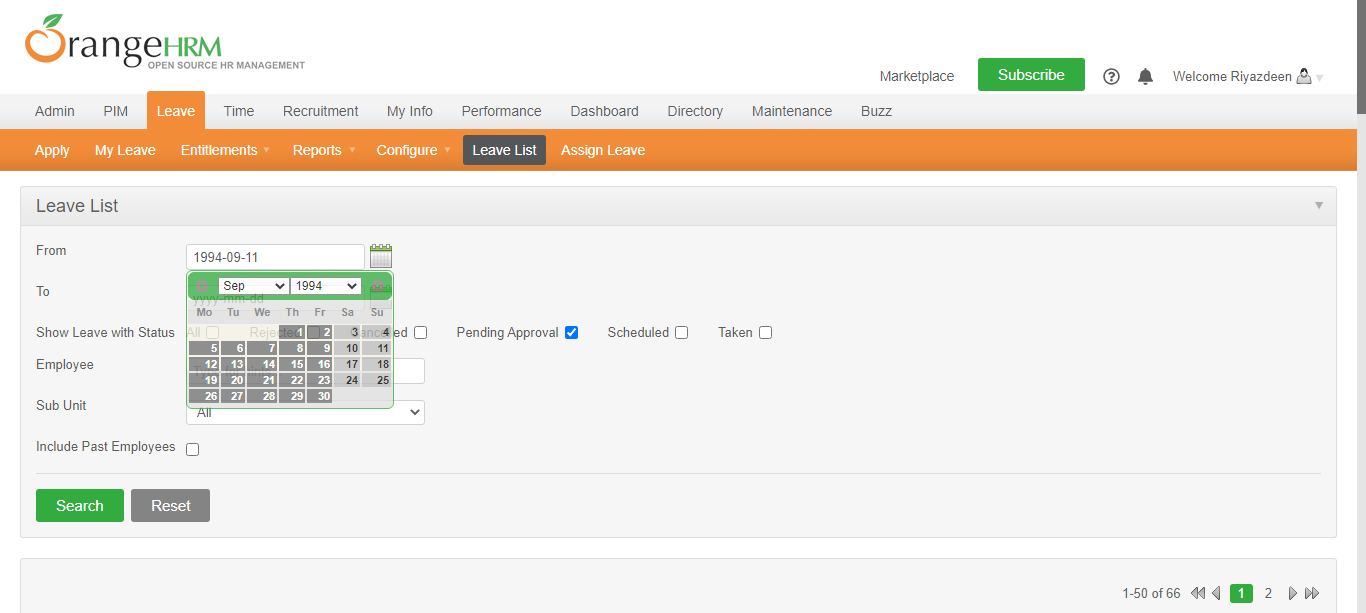 OrangeHRM
OPEN SOURCE HR MANAGEMENT
Marketplace Subscribe Welcome Riyazdeen
Admin PIM Leave Time Recruitment My Info Performance Dashboard Directory Maintenance Buzz
Apply My Leave Entitlements Reports Configure Leave List Assign Leave
Leave List
From 1994-09-11
Sep 1994
To yyyy-mm-dd
Mo Tu We Th Fr Sa Su
Show Leave with Status All Rejected Cancelled Pending Approval Scheduled Taken
1 2 3 4
5 6 7 8 9 10 11
Employee
12 13 14 15 16 17 18
19 20 21 22 23 24 25
26 27 28 29 30
Sub Unit All
Include Past Employees
Search Reset
1-50 of 66 1 2